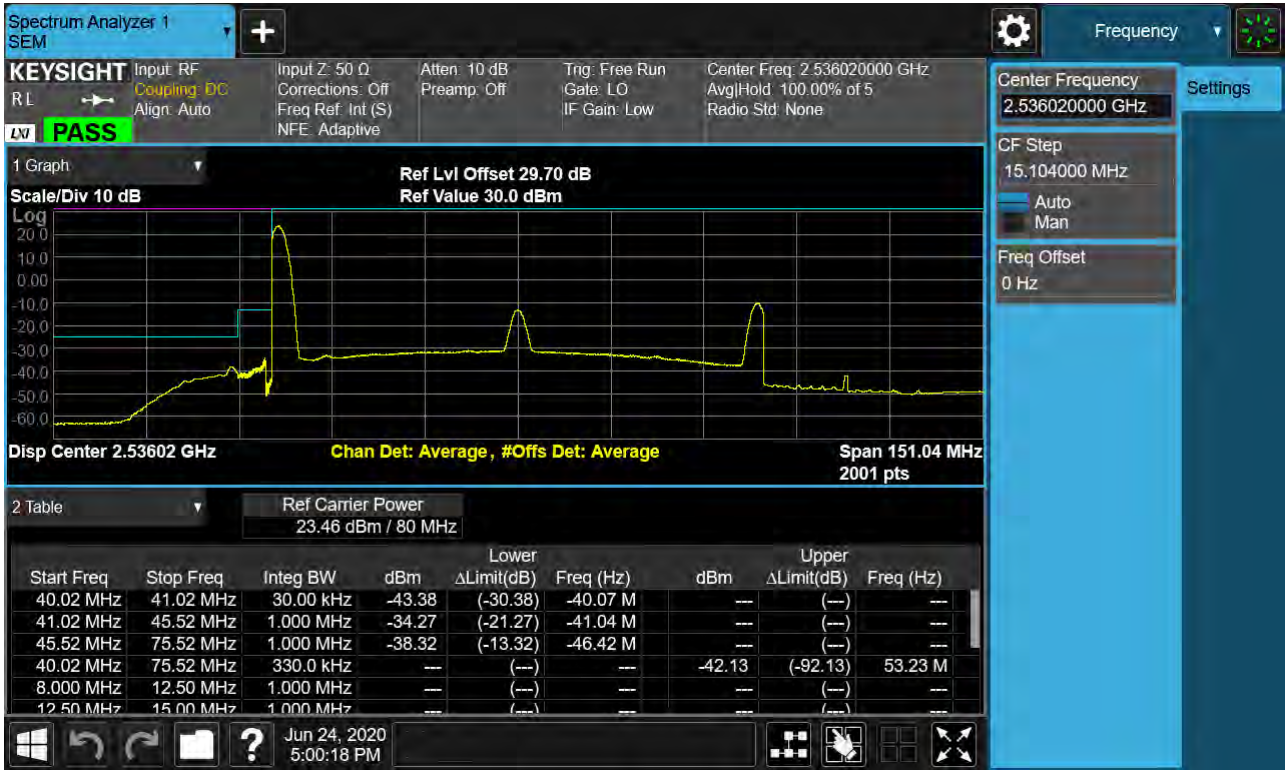 Spectrum Analyzer 1
SEM
Frequency
KEYSIGHT
R L
LXI
PASS
Input: RF
Coupling: DC
Align: Auto
Input Z: 50 Ω
Corrections: Off
Freq Ref: Int (S)
NFE: Adaptive
Atten: 10 dB
Preamp: Off
Trig: Free Run
Gate: LO
IF Gain: Low
Center Freq: 2.536020000 GHz
Avg|Hold: 100.00% of 5
Radio Std: None
Center Frequency
2.536020000 GHz
Settings
CF Step
15.104000 MHz
Auto
Man
Freq Offset
0 Hz
1 Graph
Scale/Div 10 dB
Ref Lvl Offset 29.70 dB
Ref Value 30.0 dBm
Log
20.0
10.0
0.00
-10.0
-20.0
-30.0
-40.0
-50.0
-60.0
Disp Center 2.53602 GHz
Chan Det: Average , #Offs Det: Average
Span 151.04 MHz
2001 pts
2 Table
Ref Carrier Power
23.46 dBm / 80 MHz
Lower Upper
Start Freq Stop Freq Integ BW dBm ΔLimit(dB) Freq (Hz) dBm ΔLimit(dB) Freq (Hz)
40.02 MHz 41.02 MHz 30.00 kHz -43.38 (-30.38) -40.07 M --- (---) ---
41.02 MHz 45.52 MHz 1.000 MHz -34.27 (-21.27) -41.04 M --- (---) ---
45.52 MHz 75.52 MHz 1.000 MHz -38.32 (-13.32) -46.42 M --- (---) ---
40.02 MHz 75.52 MHz 330.0 kHz --- (---) --- -42.13 (-92.13) 53.23 M
8.000 MHz 12.50 MHz 1.000 MHz --- (---) --- --- (---) ---
12.50 MHz 15.00 MHz 1.000 MHz --- (---) --- --- (---) ---
Jun 24, 2020
5:00:18 PM